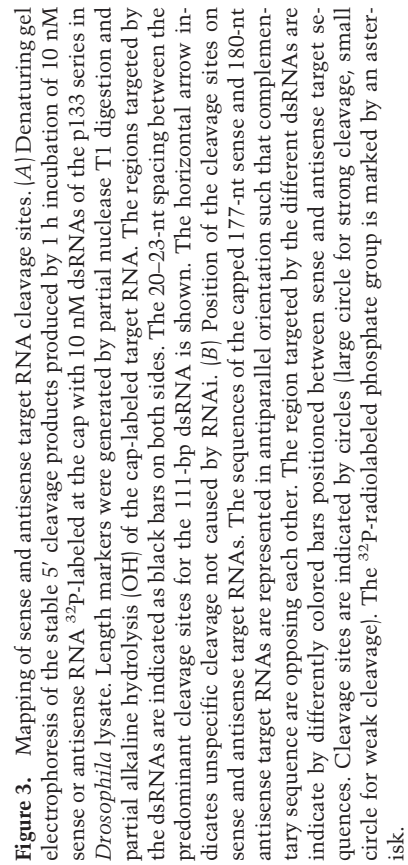 Figure 3. Mapping of sense and antisense target RNA cleavage sites. (A) Denaturing gel
electrophoresis of the stable 5′ cleavage products produced by 1 h incubation of 10 nM
sense or antisense RNA ³²P-labeled at the cap with 10 nM dsRNAs of the p133 series in
Drosophila lysate. Length markers were generated by partial nuclease T1 digestion and
partial alkaline hydrolysis (OH) of the cap-labeled target RNA. The regions targeted by
the dsRNAs are indicated as black bars on both sides. The 20–23-nt spacing between the
predominant cleavage sites for the 111-bp dsRNA is shown. The horizontal arrow in-
dicates unspecific cleavage not caused by RNAi. (B) Position of the cleavage sites on
sense and antisense target RNAs. The sequences of the capped 177-nt sense and 180-nt
antisense target RNAs are represented in antiparallel orientation such that complemen-
tary sequence are opposing each other. The region targeted by the different dsRNAs are
indicate by differently colored bars positioned between sense and antisense target se-
quences. Cleavage sites are indicated by circles (large circle for strong cleavage, small
circle for weak cleavage). The ³²P-radiolabeled phosphate group is marked by an aster-
isk.